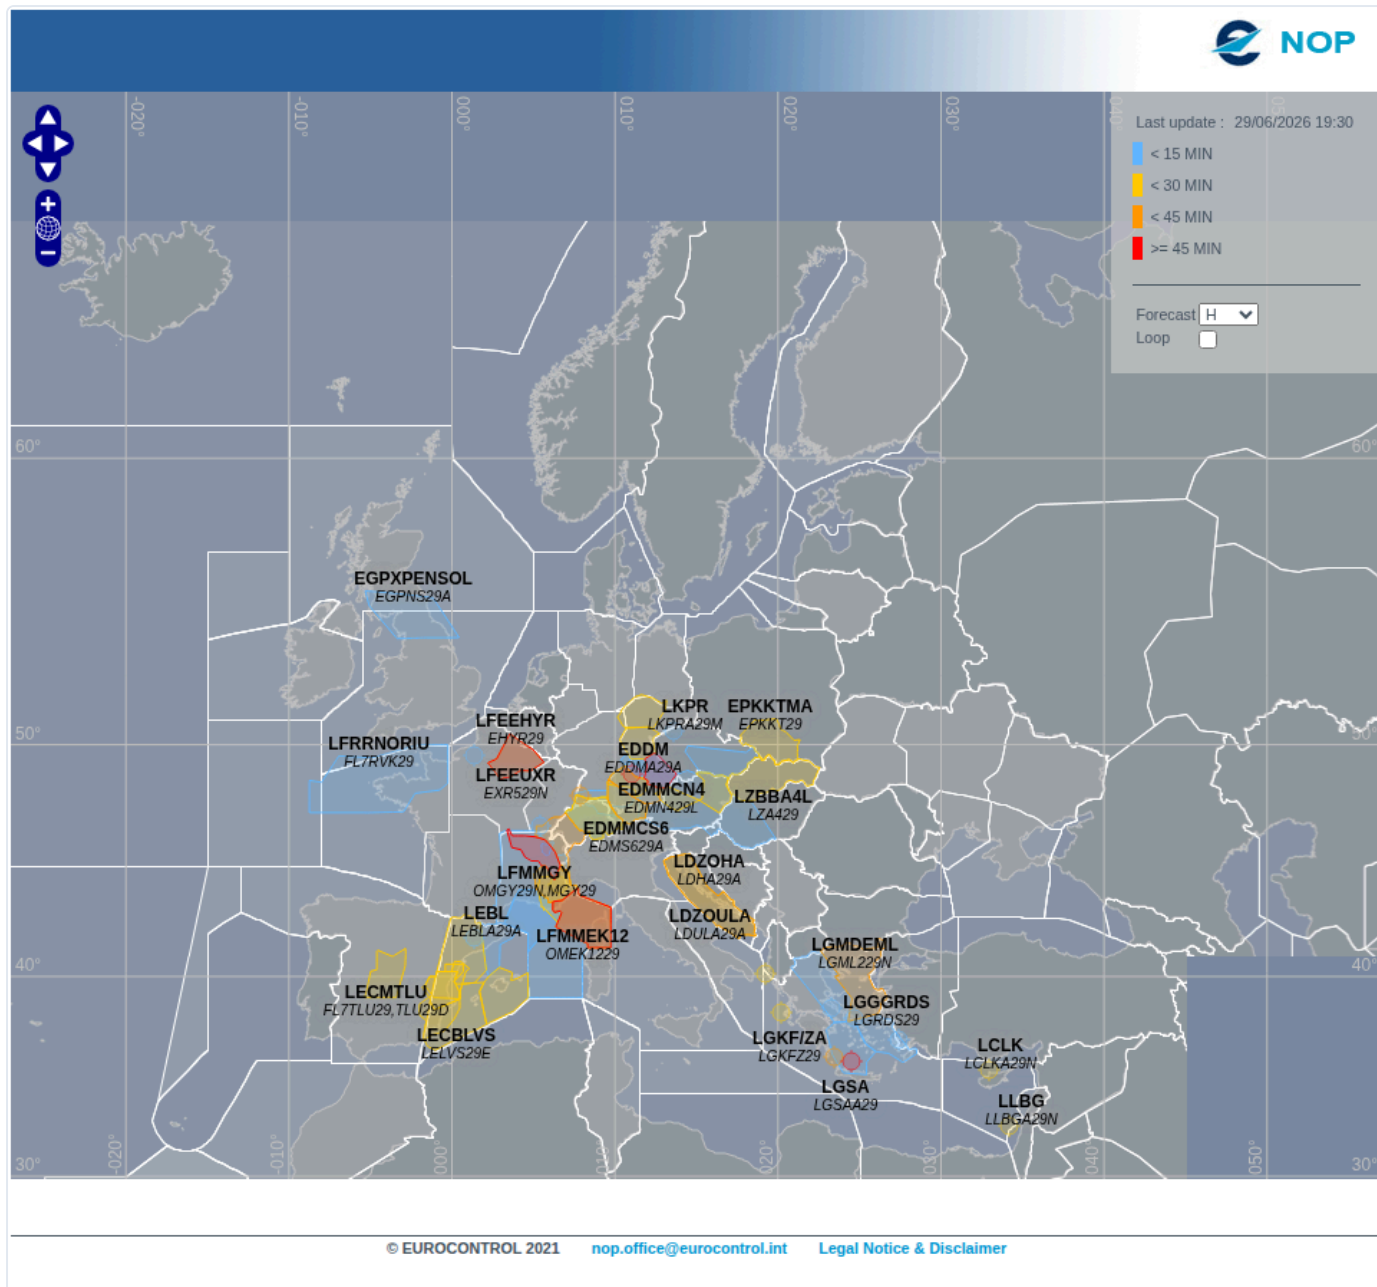 NOP
-020°
-010°
000°
010°
020°
030°
040°
Last update : 29/06/2026 19:30
< 15 MIN
< 30 MIN
< 45 MIN
>= 45 MIN
Forecast H
Loop
60°
60°
EGPXPENSOL
EGPNS29A
LKPR
LKPRA29M
EPKKTMA
EPKKT29
LFEEHYR
EHYR29
50°
50°
LFRRNORIU
FL7RVK29
EDDM
EDDMA29A
LFEEUXR
EXR529N
EDMMCN4
EDMN429L
LZBBA4L
LZA429
EDMMCS6
EDMS629A
LDZOHA
LDHA29A
LFMMGY
OMGY29N,MGY29
LEBL
LEBLA29A
LDZOULA
LDULA29A
LFMMEK12
OMEK1229
LGMDEML
LGML229N
40°
40°
LECMTLU
FL7TLU29,TLU29D
LGGGRDS
LGRDS29
LECBLVS
LELVS29E
LGKF/ZA
LGKFZ29
LCLK
LCLKA29N
LGSA
LGSAA29
LLBG
LLBGA29N
30°
-020°
-010°
000°
020°
030°
040°
050°
30°
© EUROCONTROL 2021 nop.office@eurocontrol.int Legal Notice & Disclaimer